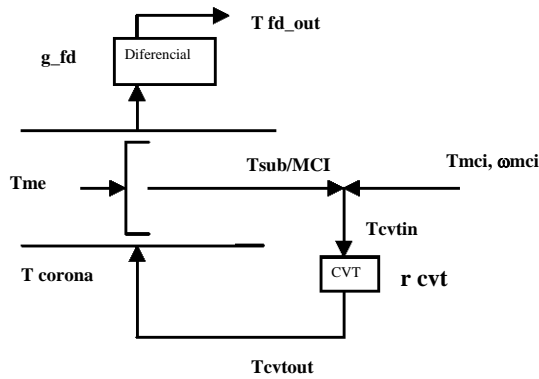 T fd_out
g_fd
Diferencial
Tsub/MCI
Tmci, ωmci
Tme
Tcvtin
T corona
CVT
r cvt
Tcvtout